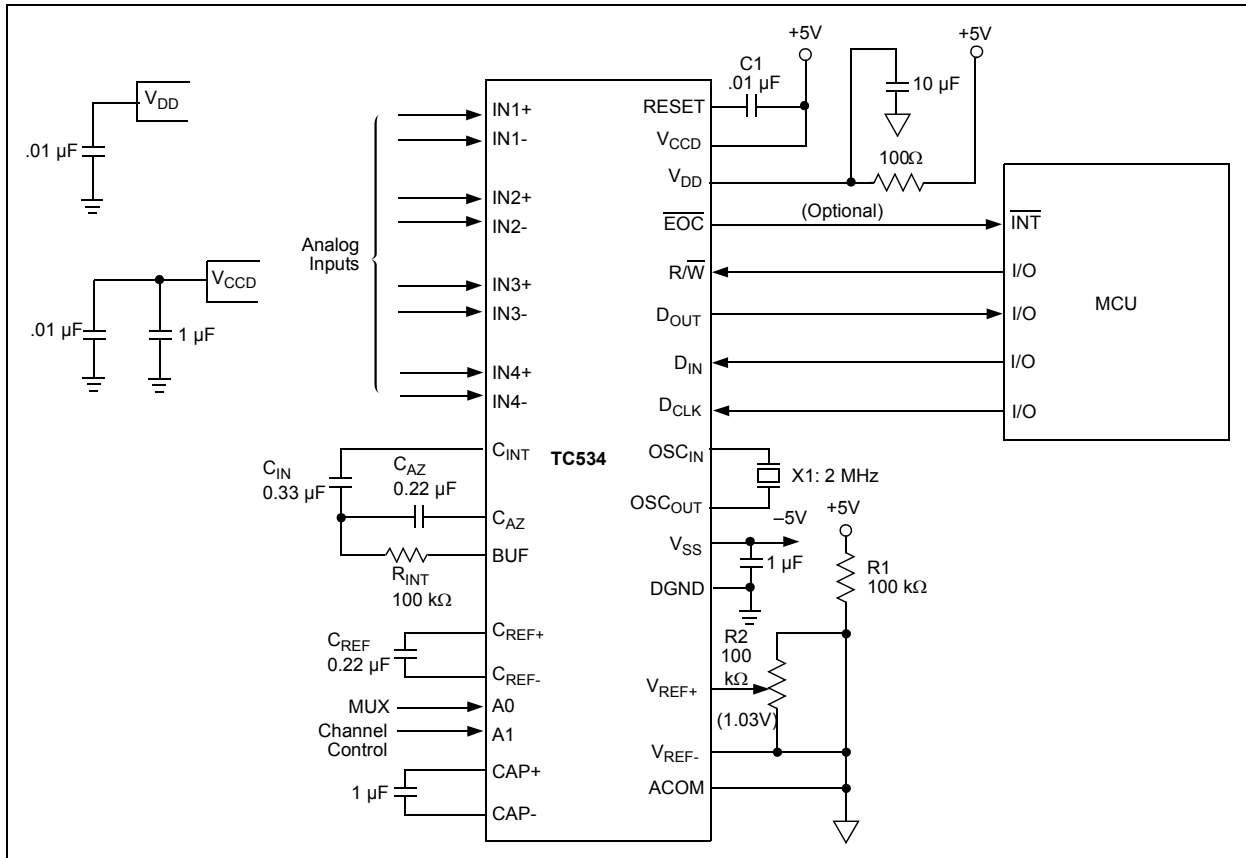 V_DD
.01 µF
V_CCD
.01 µF
1 µF
Analog
Inputs
IN1+
IN1-
IN2+
IN2-
IN3+
IN3-
IN4+
IN4-
C_INT
C_IN
0.33 µF
C_AZ
0.22 µF
C_AZ
BUF
R_INT
100 kΩ
C_REF+
C_REF
0.22 µF
C_REF-
MUX
Channel
Control
A0
A1
CAP+
1 µF
CAP-
TC534
RESET
C1
.01 µF
+5V
V_CCD
V_DD
10 µF
+5V
100Ω
E̅O̅C̅
(Optional)
R/W̅
D_OUT
D_IN
D_CLK
I̅N̅T̅
I/O
I/O
I/O
I/O
MCU
OSC_IN
X1: 2 MHz
OSC_OUT
V_SS
–5V
1 µF
DGND
+5V
R1
100 kΩ
R2
100
kΩ
V_REF+
(1.03V)
V_REF-
ACOM